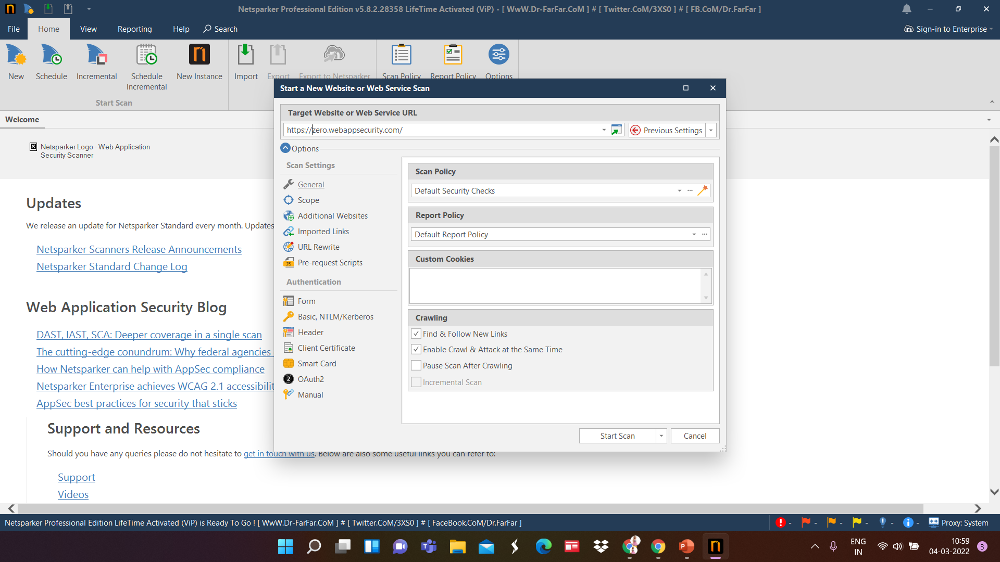 Netsparker Professional Edition v5.8.2.28358 LifeTime Activated (ViP) - [ WwW.Dr-FarFar.CoM ] # [ Twitter.CoM/3XS0 ] # [ FB.CoM/Dr.FarFar ]
File
Home
View
Reporting
Help
Search
Sign-in to Enterprise
New
Schedule
Incremental
Schedule
Incremental
New Instance
Import
Export
Export to Netsparker
Scan Policy
Report Policy
Options
Start Scan
Welcome
Netsparker Logo - Web Application
Security Scanner
Updates
We release an update for Netsparker Standard every month. Updates
Netsparker Scanners Release Announcements
Netsparker Standard Change Log
Web Application Security Blog
DAST, IAST, SCA: Deeper coverage in a single scan
The cutting-edge conundrum: Why federal agencies
How Netsparker can help with AppSec compliance
Netsparker Enterprise achieves WCAG 2.1 accessibilit
AppSec best practices for security that sticks
Support and Resources
Should you have any queries please do not hesitate to get in touch with us. Below are also some useful links you can refer to:
Support
Videos
Start a New Website or Web Service Scan
Target Website or Web Service URL
https://zero.webappsecurity.com/
Previous Settings
Options
Scan Settings
General
Scope
Additional Websites
Imported Links
URL Rewrite
JS
Pre-request Scripts
Authentication
Form
Basic, NTLM/Kerberos
Header
Client Certificate
Smart Card
2
OAuth2
Manual
Scan Policy
Default Security Checks
Report Policy
Default Report Policy
Custom Cookies
Crawling
Find & Follow New Links
Enable Crawl & Attack at the Same Time
Pause Scan After Crawling
Incremental Scan
Start Scan
Cancel
Netsparker Professional Edition LifeTime Activated (ViP) is Ready To Go ! [ WwW.Dr-FarFar.CoM ] # [ Twitter.CoM/3XS0 ] # [ FaceBook.CoM/Dr.FarFar ]
Proxy: System
ENG
IN
10:59
04-03-2022
3